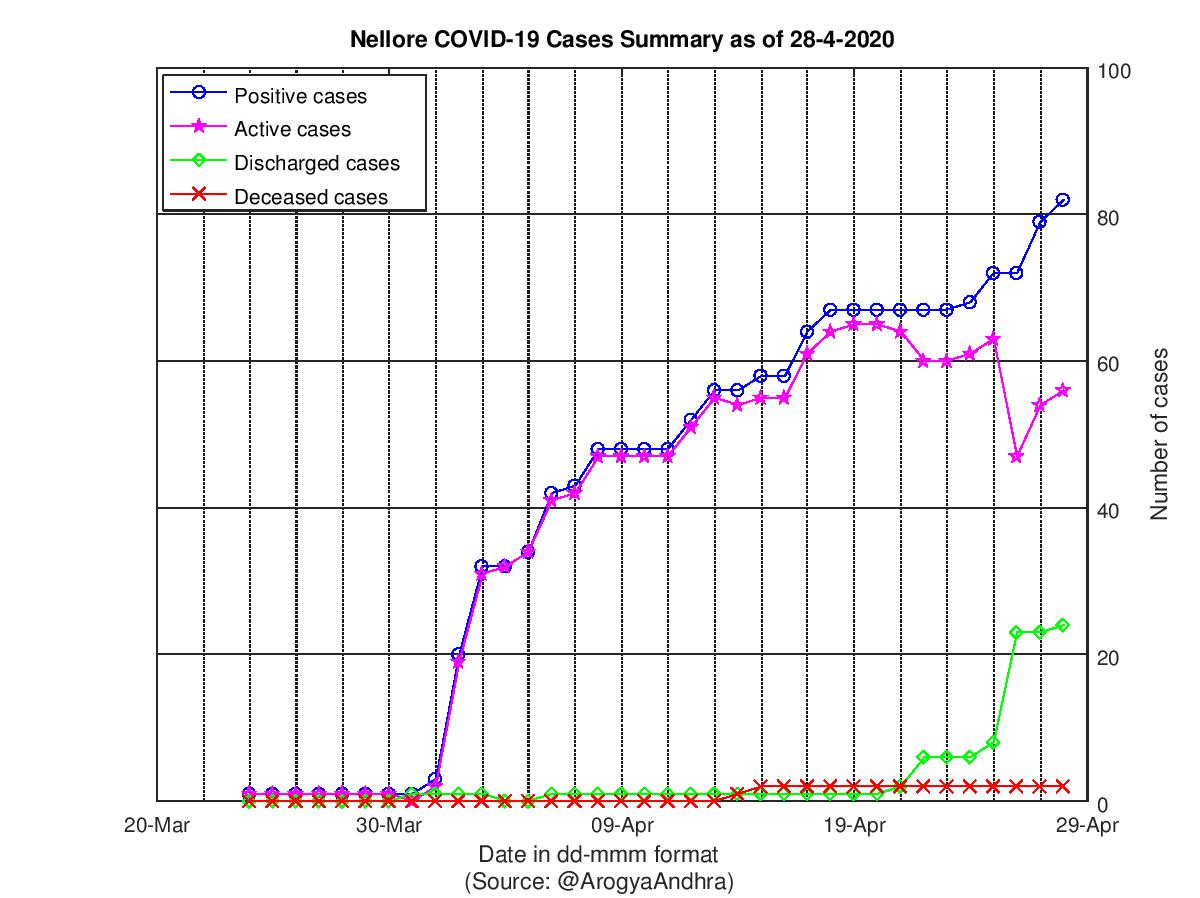 Nellore COVID-19 Cases Summary as of 28-4-2020
Positive cases
Active cases
Discharged cases
Deceased cases
100
80
60
40
20
0
Number of cases
20-Mar 30-Mar 09-Apr 19-Apr 29-Apr
Date in dd-mmm format
(Source: @ArogyaAndhra)